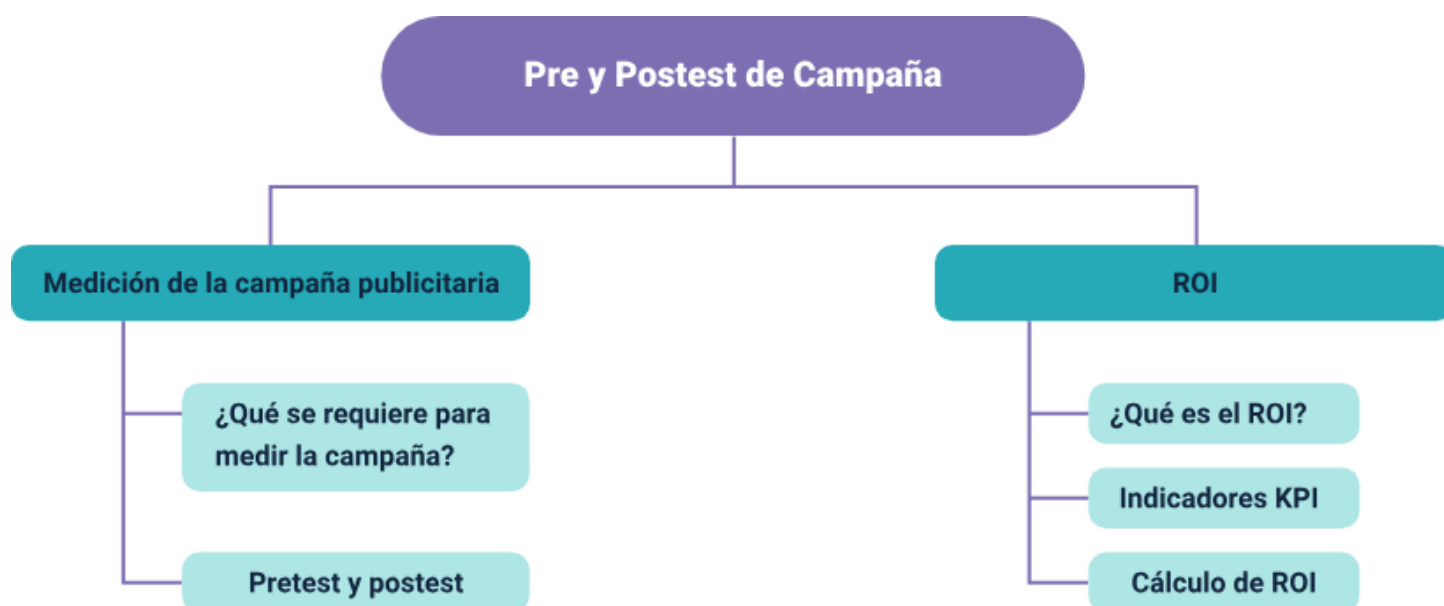 Pre y Postest de Campaña
Medición de la campaña publicitaria
¿Qué se requiere para
medir la campaña?
Pretest y postest
ROI
¿Qué es el ROI?
Indicadores KPI
Cálculo de ROI